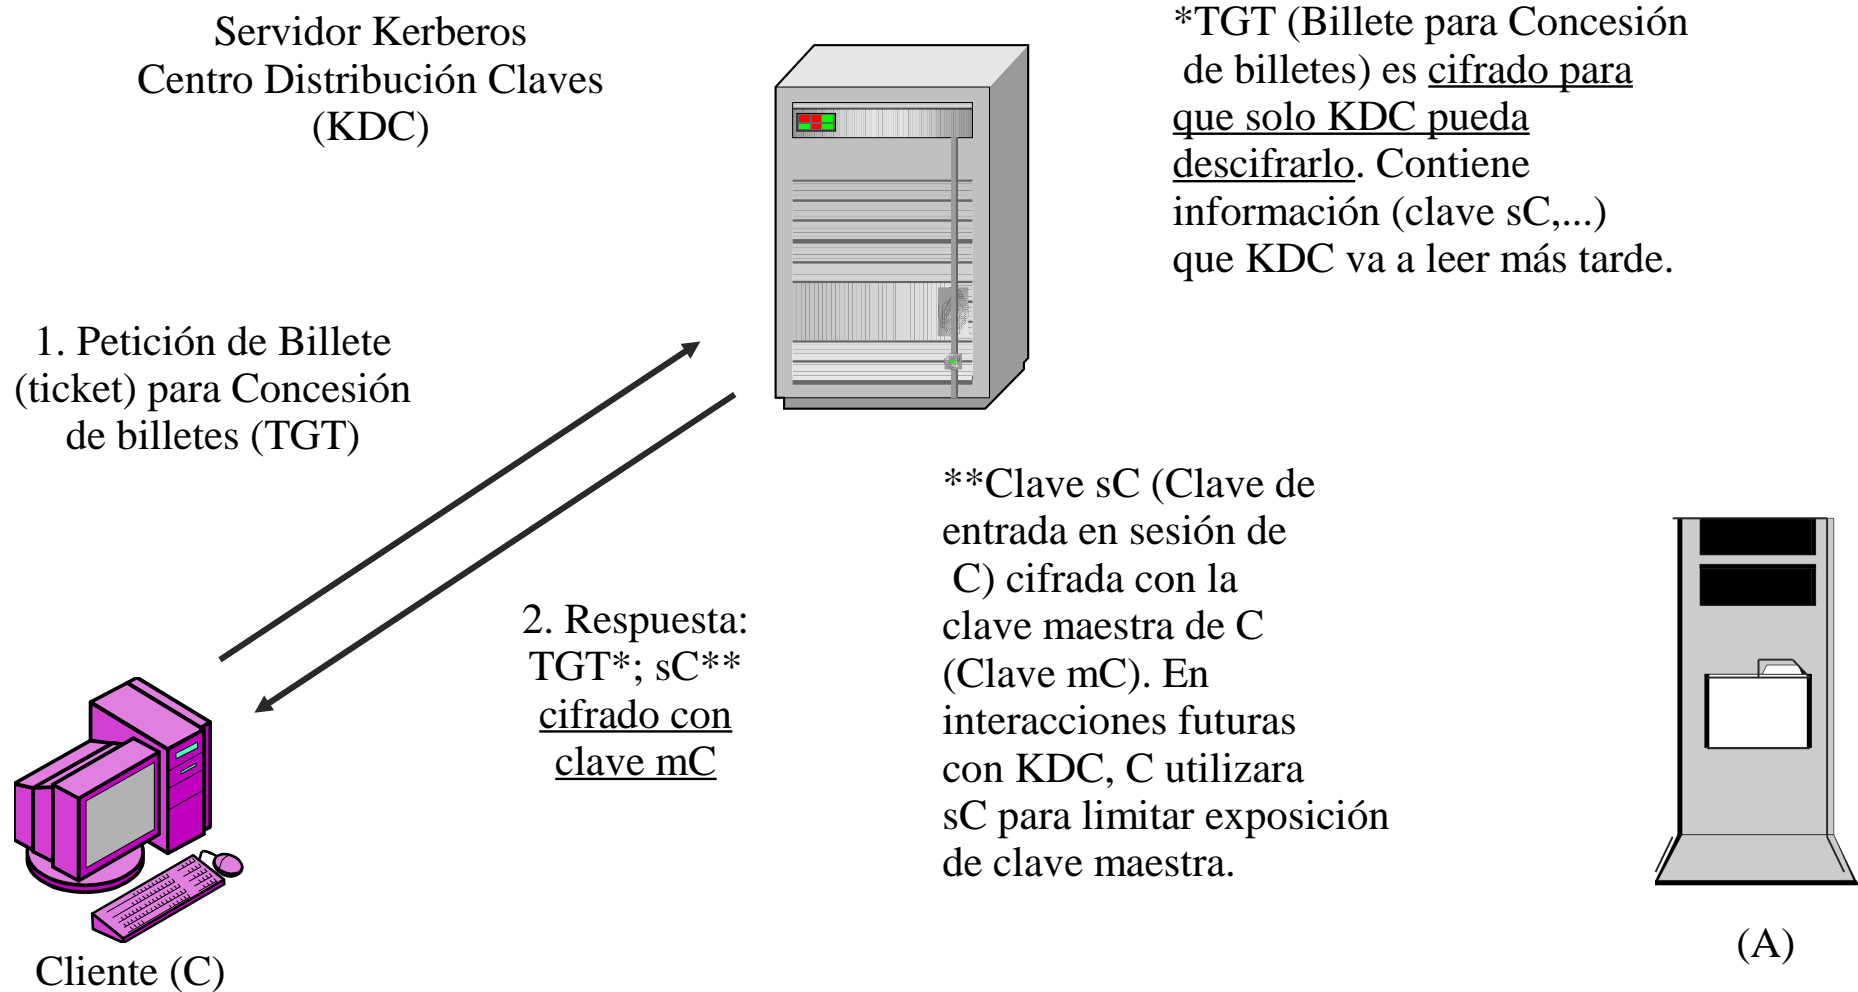 Servidor Kerberos
Centro Distribución Claves
(KDC)
*TGT (Billete para Concesión
de billetes) es cifrado para
que solo KDC pueda
descifrarlo. Contiene
información (clave sC,...)
que KDC va a leer más tarde.
1. Petición de Billete
(ticket) para Concesión
de billetes (TGT)
2. Respuesta:
TGT*; sC**
cifrado con
clave mC
**Clave sC (Clave de
entrada en sesión de
C) cifrada con la
clave maestra de C
(Clave mC). En
interacciones futuras
con KDC, C utilizara
sC para limitar exposición
de clave maestra.
Cliente (C)
(A)